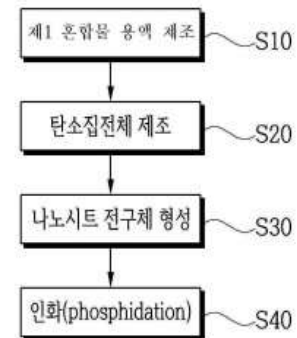 제1 혼합물 용액 제조
S10
탄소집전체 제조
S20
나노시트 전구체 형성
S30
인화(phosphidation)
S40